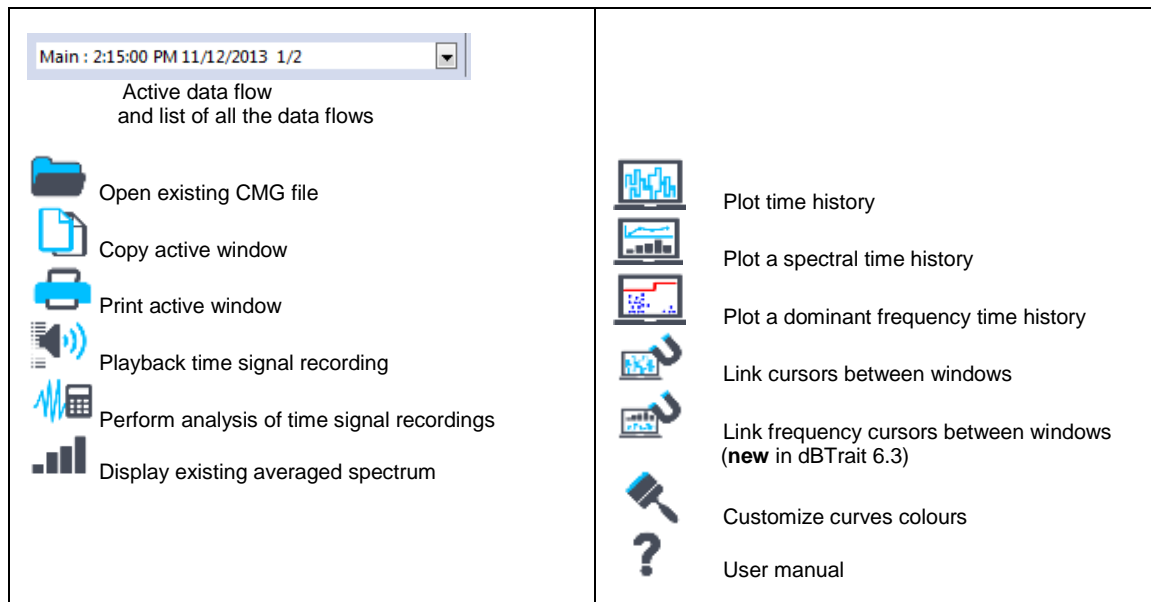 Main : 2:15:00 PM 11/12/2013 1/2
Active data flow
and list of all the data flows
Open existing CMG file
Copy active window
Print active window
Playback time signal recording
Perform analysis of time signal recordings
Display existing averaged spectrum
Plot time history
Plot a spectral time history
Plot a dominant frequency time history
Link cursors between windows
Link frequency cursors between windows
(new in dBTrait 6.3)
Customize curves colours
?
User manual